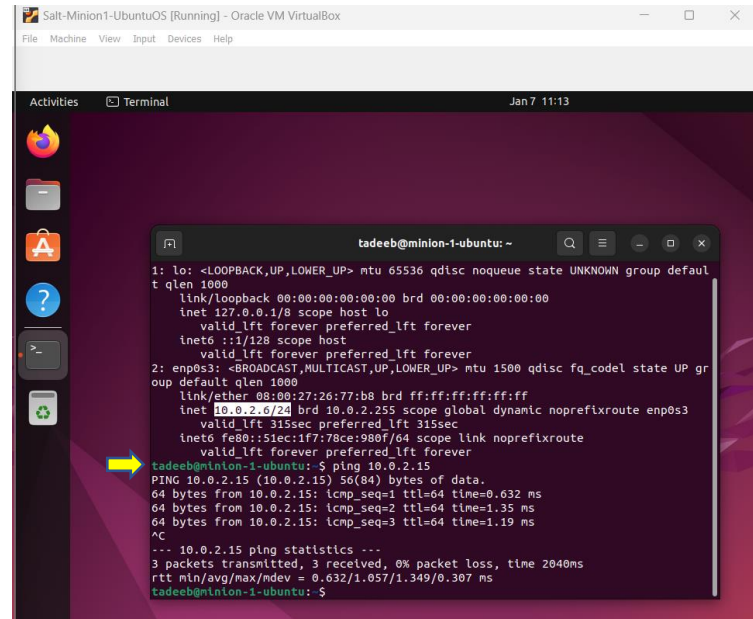 Salt-Minion1-UbuntuOS [Running] - Oracle VM VirtualBox
File Machine View Input Devices Help
Activities Terminal Jan 7 11:13
tadeeb@minion-1-ubuntu: ~
1: lo: <LOOPBACK,UP,LOWER_UP> mtu 65536 qdisc noqueue state UNKNOWN group defaul
t qlen 1000
link/loopback 00:00:00:00:00:00 brd 00:00:00:00:00:00
inet 127.0.0.1/8 scope host lo
valid_lft forever preferred_lft forever
inet6 ::1/128 scope host
valid_lft forever preferred_lft forever
2: enp0s3: <BROADCAST,MULTICAST,UP,LOWER_UP> mtu 1500 qdisc fq_codel state UP gr
oup default qlen 1000
link/ether 08:00:27:26:77:b8 brd ff:ff:ff:ff:ff:ff
inet 10.0.2.6/24 brd 10.0.2.255 scope global dynamic noprefixroute enp0s3
valid_lft 315sec preferred_lft 315sec
inet6 fe80::51ec:1f7:78ce:980f/64 scope link noprefixroute
valid_lft forever preferred_lft forever
tadeeb@minion-1-ubuntu:~$ ping 10.0.2.15
PING 10.0.2.15 (10.0.2.15) 56(84) bytes of data.
64 bytes from 10.0.2.15: icmp_seq=1 ttl=64 time=0.632 ms
64 bytes from 10.0.2.15: icmp_seq=2 ttl=64 time=1.35 ms
64 bytes from 10.0.2.15: icmp_seq=3 ttl=64 time=1.19 ms
^C
--- 10.0.2.15 ping statistics ---
3 packets transmitted, 3 received, 0% packet loss, time 2040ms
rtt min/avg/max/mdev = 0.632/1.057/1.349/0.307 ms
tadeeb@minion-1-ubuntu:~$